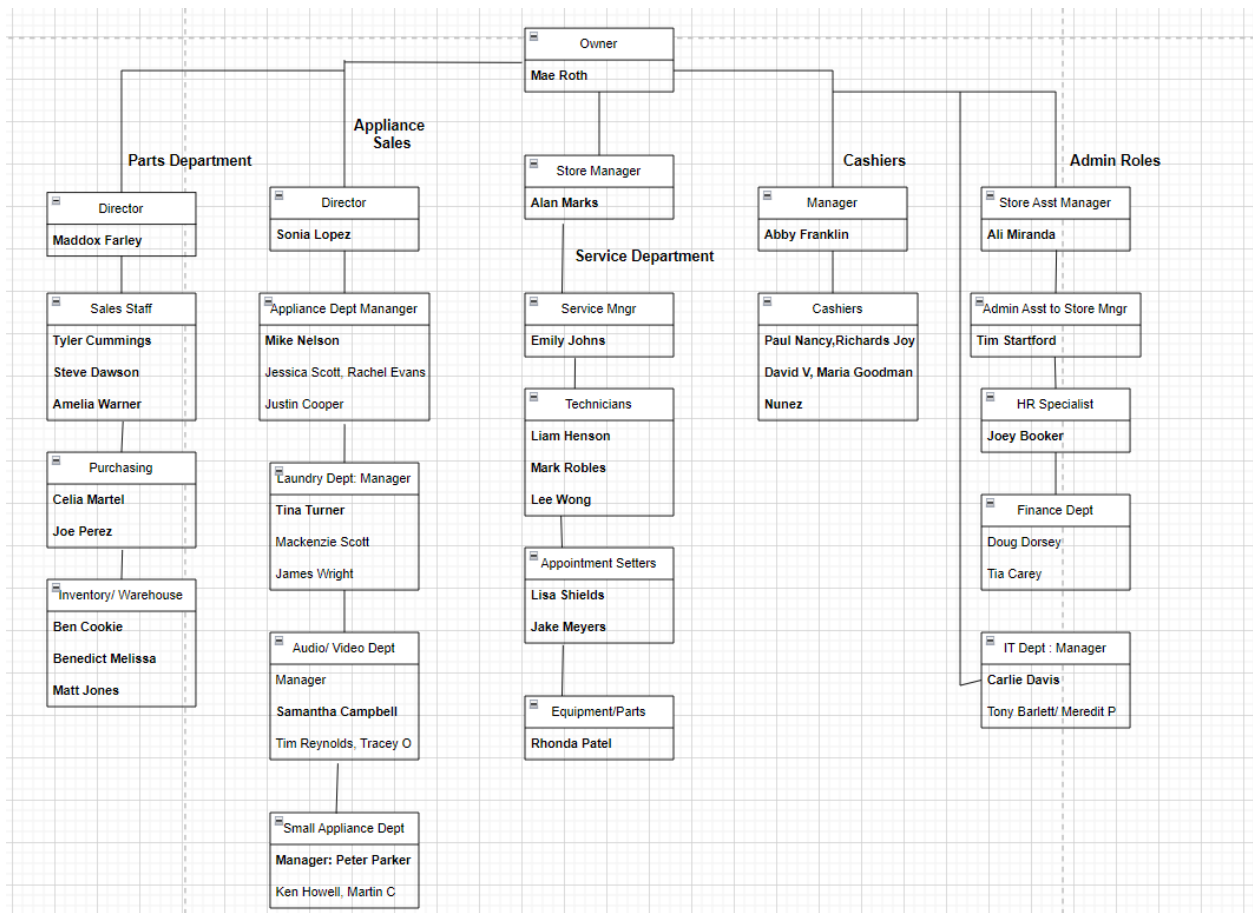 Owner
Mae Roth
Parts Department
Director
Maddox Farley
Sales Staff
Tyler Cummings
Steve Dawson
Amelia Warner
Purchasing
Celia Martel
Joe Perez
Inventory/ Warehouse
Ben Cookie
Benedict Melissa
Matt Jones
Appliance
Sales
Director
Sonia Lopez
Appliance Dept Mananger
Mike Nelson
Jessica Scott, Rachel Evans
Justin Cooper
Laundry Dept: Manager
Tina Turner
Mackenzie Scott
James Wright
Audio/ Video Dept
Manager
Samantha Campbell
Tim Reynolds, Tracey O
Small Appliance Dept
Manager: Peter Parker
Ken Howell, Martin C
Store Manager
Alan Marks
Service Department
Service Mngr
Emily Johns
Technicians
Liam Henson
Mark Robles
Lee Wong
Appointment Setters
Lisa Shields
Jake Meyers
Equipment/Parts
Rhonda Patel
Cashiers
Manager
Abby Franklin
Cashiers
Paul Nancy,Richards Joy
David V, Maria Goodman
Nunez
Admin Roles
Store Asst Manager
Ali Miranda
Admin Asst to Store Mngr
Tim Startford
HR Specialist
Joey Booker
Finance Dept
Doug Dorsey
Tia Carey
IT Dept : Manager
Carlie Davis
Tony Barlett/ Meredit P